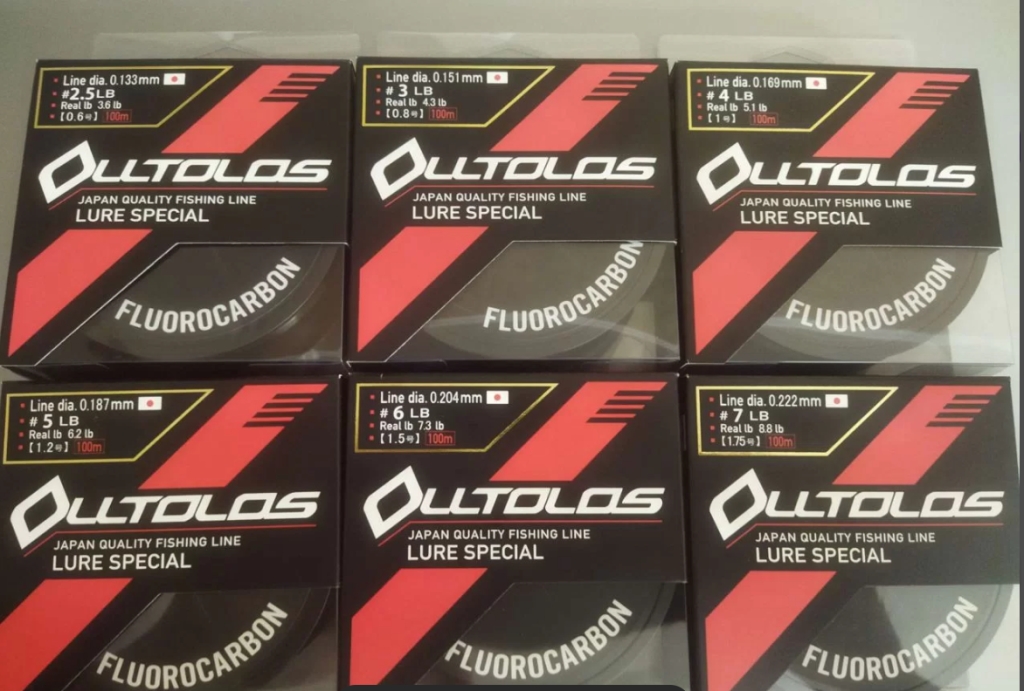 Line dia. 0.133mm
#2.5LB
Real lb 3.6 lb
【0.6号】 100m
OLLTOLAS
JAPAN QUALITY FISHING LINE
LURE SPECIAL
FLUOROCARBON
Line dia. 0.151mm
# 3 LB
Real lb 4.3 lb
【0.8号】 100m
OLLTOLAS
JAPAN QUALITY FISHING LINE
LURE SPECIAL
FLUOROCARBON
Line dia. 0.169mm
# 4 LB
Real lb 5.1 lb
【1号】 100m
OLLTOLAS
JAPAN QUALITY FISHING LINE
LURE SPECIAL
FLUOROCARBON
Line dia. 0.187mm
# 5 LB
Real lb 6.2 lb
【1.2号】 100m
OLLTOLAS
JAPAN QUALITY FISHING LINE
LURE SPECIAL
FLUOROCARBON
Line dia. 0.204mm
# 6 LB
Real lb 7.3 lb
【1.5号】 100m
OLLTOLAS
JAPAN QUALITY FISHING LINE
LURE SPECIAL
FLUOROCARBON
Line dia. 0.222mm
# 7 LB
Real lb 8.8 lb
【1.75号】 100m
OLLTOLAS
JAPAN QUALITY FISHING LINE
LURE SPECIAL
FLUOROCARBON